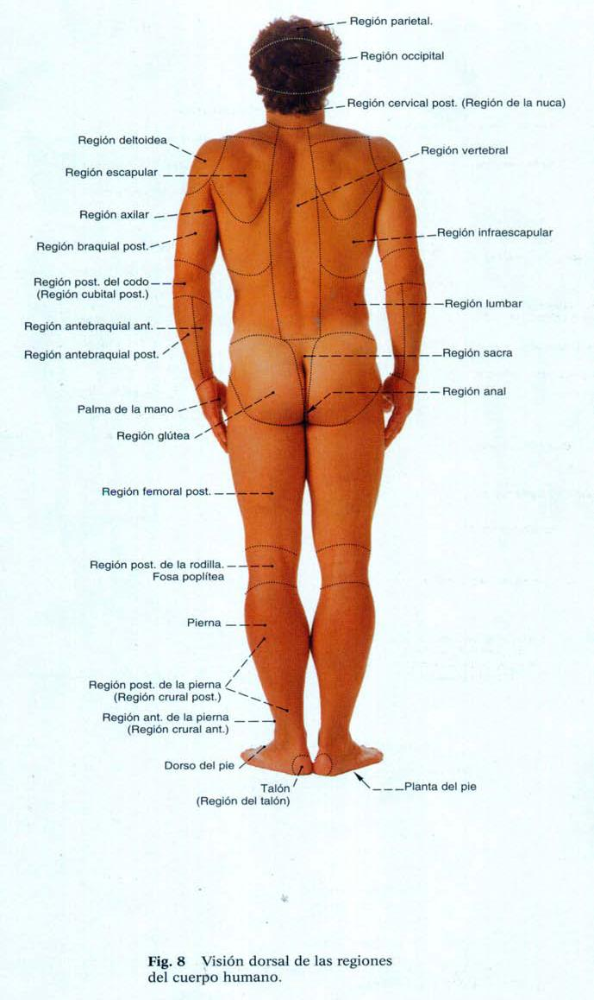 Región parietal.
Región occipital
Región cervical post. (Región de la nuca)
Región deltoidea
Región vertebral
Región escapular
Región axilar
Región infraescapular
Región braquial post.
Región post. del codo
(Región cubital post.)
Región lumbar
Región antebraquial ant.
Región antebraquial post.
Región sacra
Región anal
Palma de la mano
Región glútea
Región femoral post.
Región post. de la rodilla.
Fosa poplítea
Pierna
Región post. de la pierna
(Región crural post.)
Región ant. de la pierna
(Región crural ant.)
Dorso del pie
Talón
(Región del talón)
Planta del pie
Fig. 8 Visión dorsal de las regiones
del cuerpo humano.